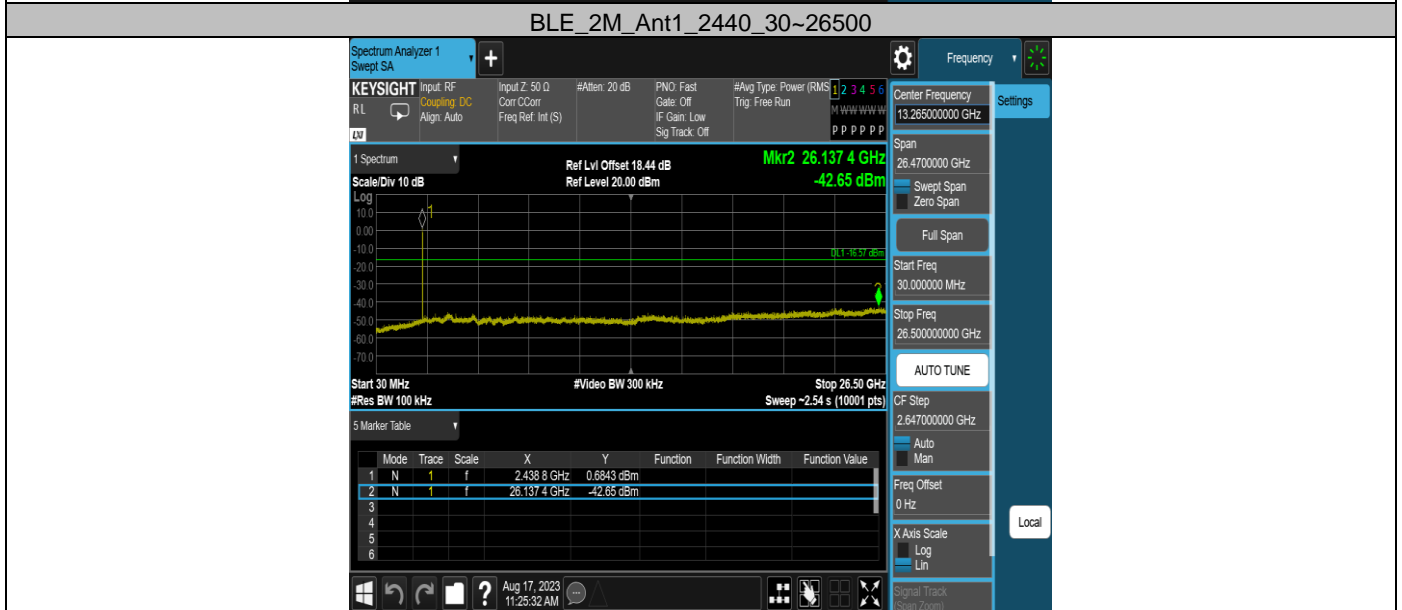 BLE_2M_Ant1_2440_30~26500
Spectrum Analyzer 1
Swept SA
+
Frequency
KEYSIGHT
RL
LXI
Input: RF
Coupling: DC
Align: Auto
Input Z: 50 Ω
Corr CCorr
Freq Ref: Int (S)
#Atten: 20 dB
PNO: Fast
Gate: Off
IF Gain: Low
Sig Track: Off
#Avg Type: Power (RMS
Trig: Free Run
1 2 3 4 5 6
M W W W W W
P P P P P P
1 Spectrum
Scale/Div 10 dB
Ref Lvl Offset 18.44 dB
Ref Level 20.00 dBm
Mkr2 26.137 4 GHz
-42.65 dBm
Log
10.0
0.00
-10.0
-20.0
-30.0
-40.0
-50.0
-60.0
-70.0
1
DL1 -16.57 dBm
2
Start 30 MHz
#Res BW 100 kHz
#Video BW 300 kHz
Stop 26.50 GHz
Sweep ~2.54 s (10001 pts)
5 Marker Table
Mode Trace Scale X Y Function Function Width Function Value
1 N 1 f 2.438 8 GHz 0.6843 dBm
2 N 1 f 26.137 4 GHz -42.65 dBm
3
4
5
6
Aug 17, 2023
11:25:32 AM
?
Center Frequency
13.265000000 GHz
Settings
Span
26.4700000 GHz
Swept Span
Zero Span
Full Span
Start Freq
30.000000 MHz
Stop Freq
26.500000000 GHz
AUTO TUNE
CF Step
2.647000000 GHz
Auto
Man
Freq Offset
0 Hz
X Axis Scale
Log
Lin
Local
Signal Track
(Span Zoom)